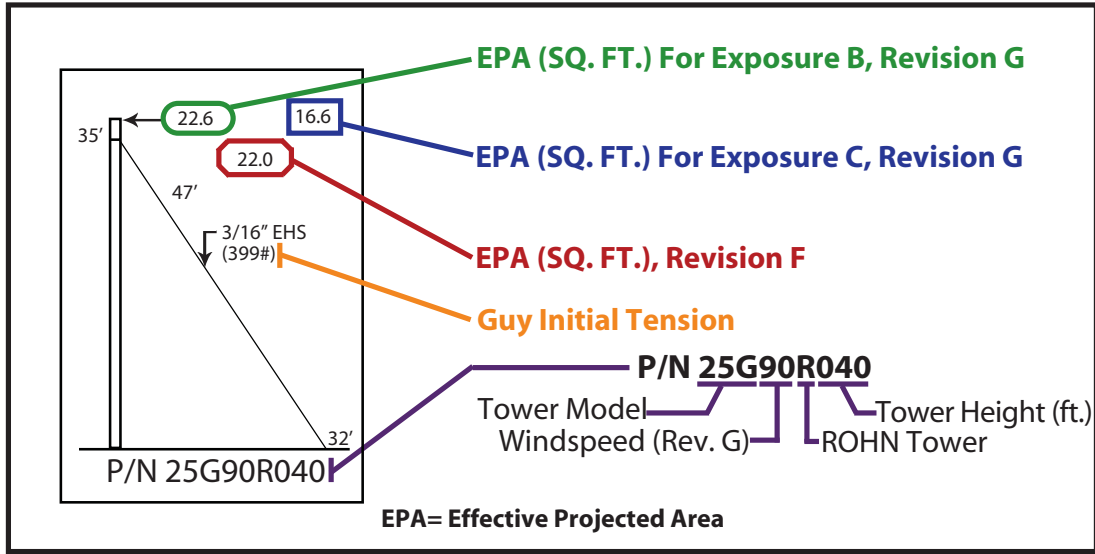 EPA (SQ. FT.) For Exposure B, Revision G
22.6
16.6
35’
EPA (SQ. FT.) For Exposure C, Revision G
22.0
47’
3/16” EHS
(399#)
EPA (SQ. FT.), Revision F
Guy Initial Tension
P/N 25G90R040
Tower Model
Tower Height (ft.)
Windspeed (Rev. G)
ROHN Tower
32’
P/N 25G90R040
EPA= Effective Projected Area